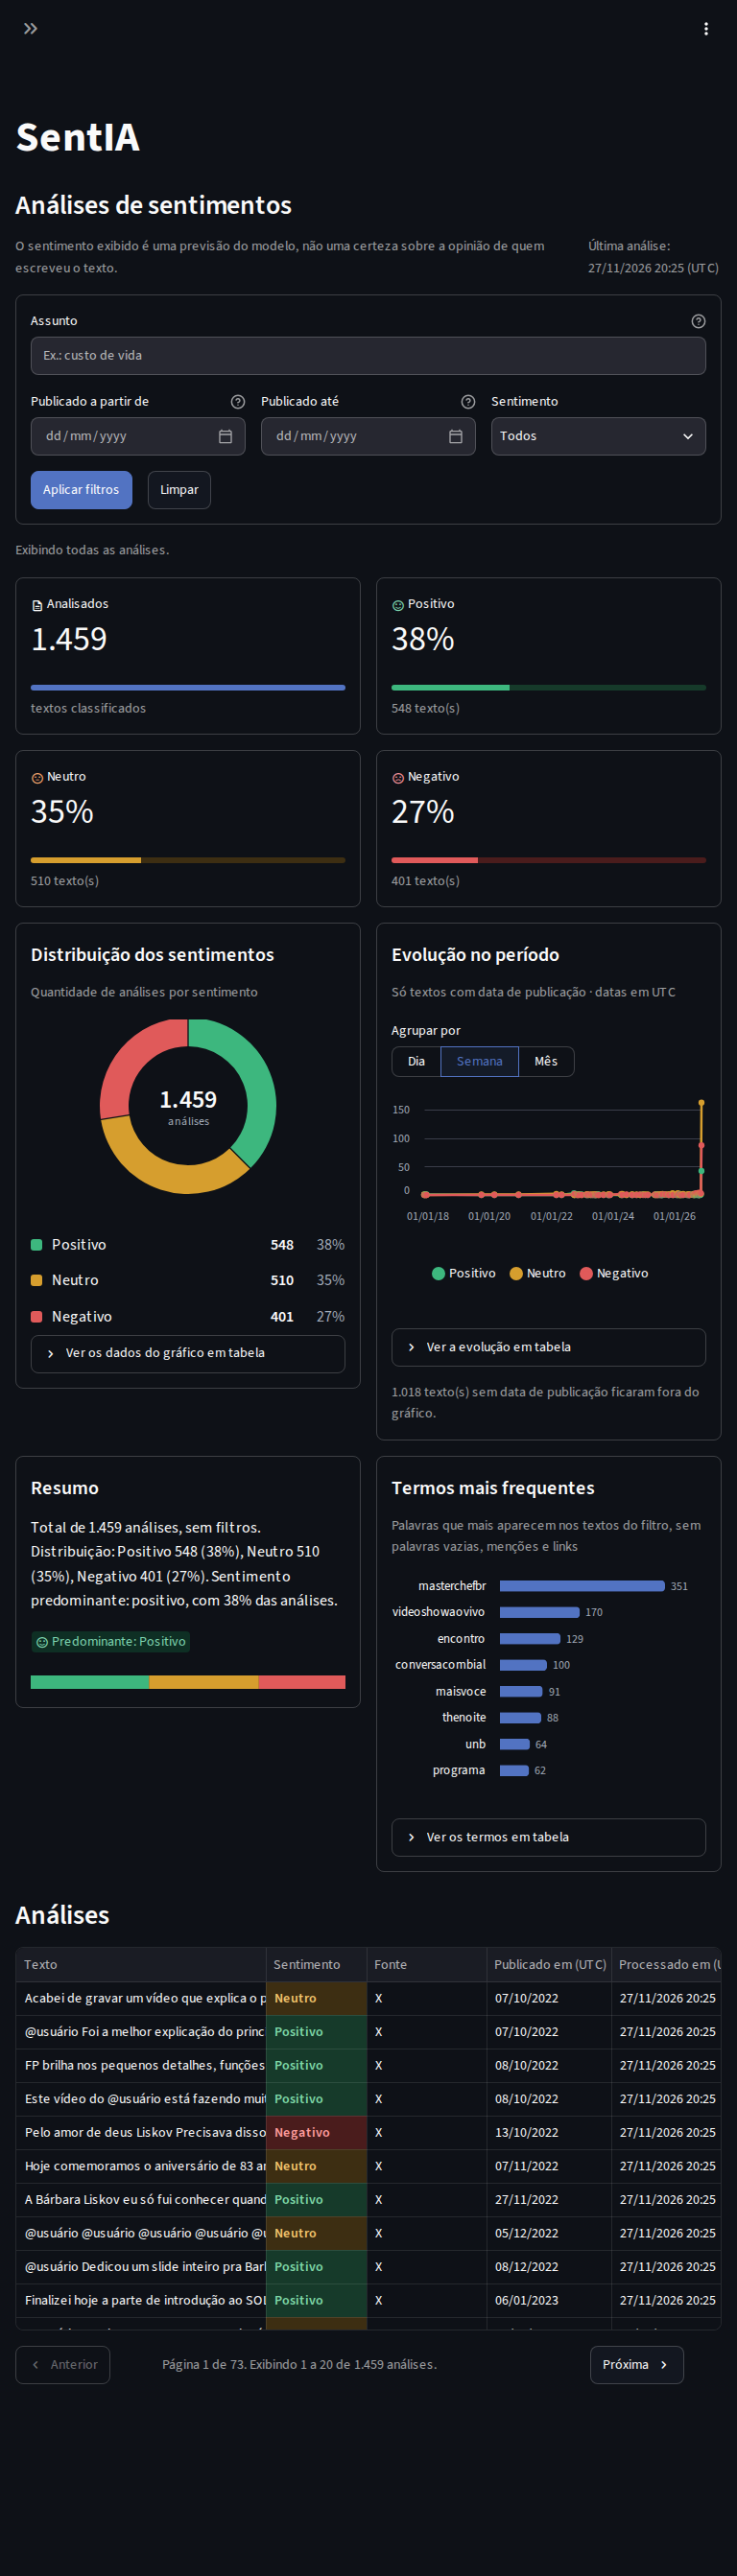 SentIA
Análises de sentimentos
O sentimento exibido é uma previsão do modelo, não uma certeza sobre a opinião de quem
escreveu o texto.
Última análise:
27/11/2026 20:25 (UTC)
Assunto
Ex.: custo de vida
Publicado a partir de
Publicado até
Sentimento
dd/mm/yyyy
dd/mm/yyyy
Todos
Aplicar filtros
Limpar
Exibindo todas as análises.
Analisados
1.459
textos classificados
Positivo
38%
548 texto(s)
Neutro
35%
510 texto(s)
Negativo
27%
401 texto(s)
Distribuição dos sentimentos
Quantidade de análises por sentimento
1.459
análises
Positivo 548 38%
Neutro 510 35%
Negativo 401 27%
Ver os dados do gráfico em tabela
Evolução no período
Só textos com data de publicação · datas em UTC
Agrupar por
Dia Semana Mês
150
100
50
0
01/01/18 01/01/20 01/01/22 01/01/24 01/01/26
Positivo Neutro Negativo
Ver a evolução em tabela
1.018 texto(s) sem data de publicação ficaram fora do
gráfico.
Resumo
Total de 1.459 análises, sem filtros.
Distribuição: Positivo 548 (38%), Neutro 510
(35%), Negativo 401 (27%). Sentimento
predominante: positivo, com 38% das análises.
Predominante: Positivo
Termos mais frequentes
Palavras que mais aparecem nos textos do filtro, sem
palavras vazias, menções e links
masterchefbr 351
videoshowaovivo 170
encontro 129
conversacombial 100
maisvoce 91
thenoite 88
unb 64
programa 62
Ver os termos em tabela
Análises
Texto Sentimento Fonte Publicado em (UTC) Processado em (U
Acabei de gravar um vídeo que explica o p Neutro X 07/10/2022 27/11/2026 20:25
@usuário Foi a melhor explicação do princ Positivo X 07/10/2022 27/11/2026 20:25
FP brilha nos pequenos detalhes, funções Positivo X 08/10/2022 27/11/2026 20:25
Este vídeo do @usuário está fazendo muit Positivo X 08/10/2022 27/11/2026 20:25
Pelo amor de deus Liskov Precisava disso Negativo X 13/10/2022 27/11/2026 20:25
Hoje comemoramos o aniversário de 83 an Neutro X 07/11/2022 27/11/2026 20:25
A Bárbara Liskov eu só fui conhecer quand Positivo X 27/11/2022 27/11/2026 20:25
@usuário @usuário @usuário @usuário @u Neutro X 05/12/2022 27/11/2026 20:25
@usuário Dedicou um slide inteiro pra Barb Positivo X 08/12/2022 27/11/2026 20:25
Finalizei hoje a parte de introdução ao SOL Positivo X 06/01/2023 27/11/2026 20:25
Anterior
Página 1 de 73. Exibindo 1 a 20 de 1.459 análises.
Próxima